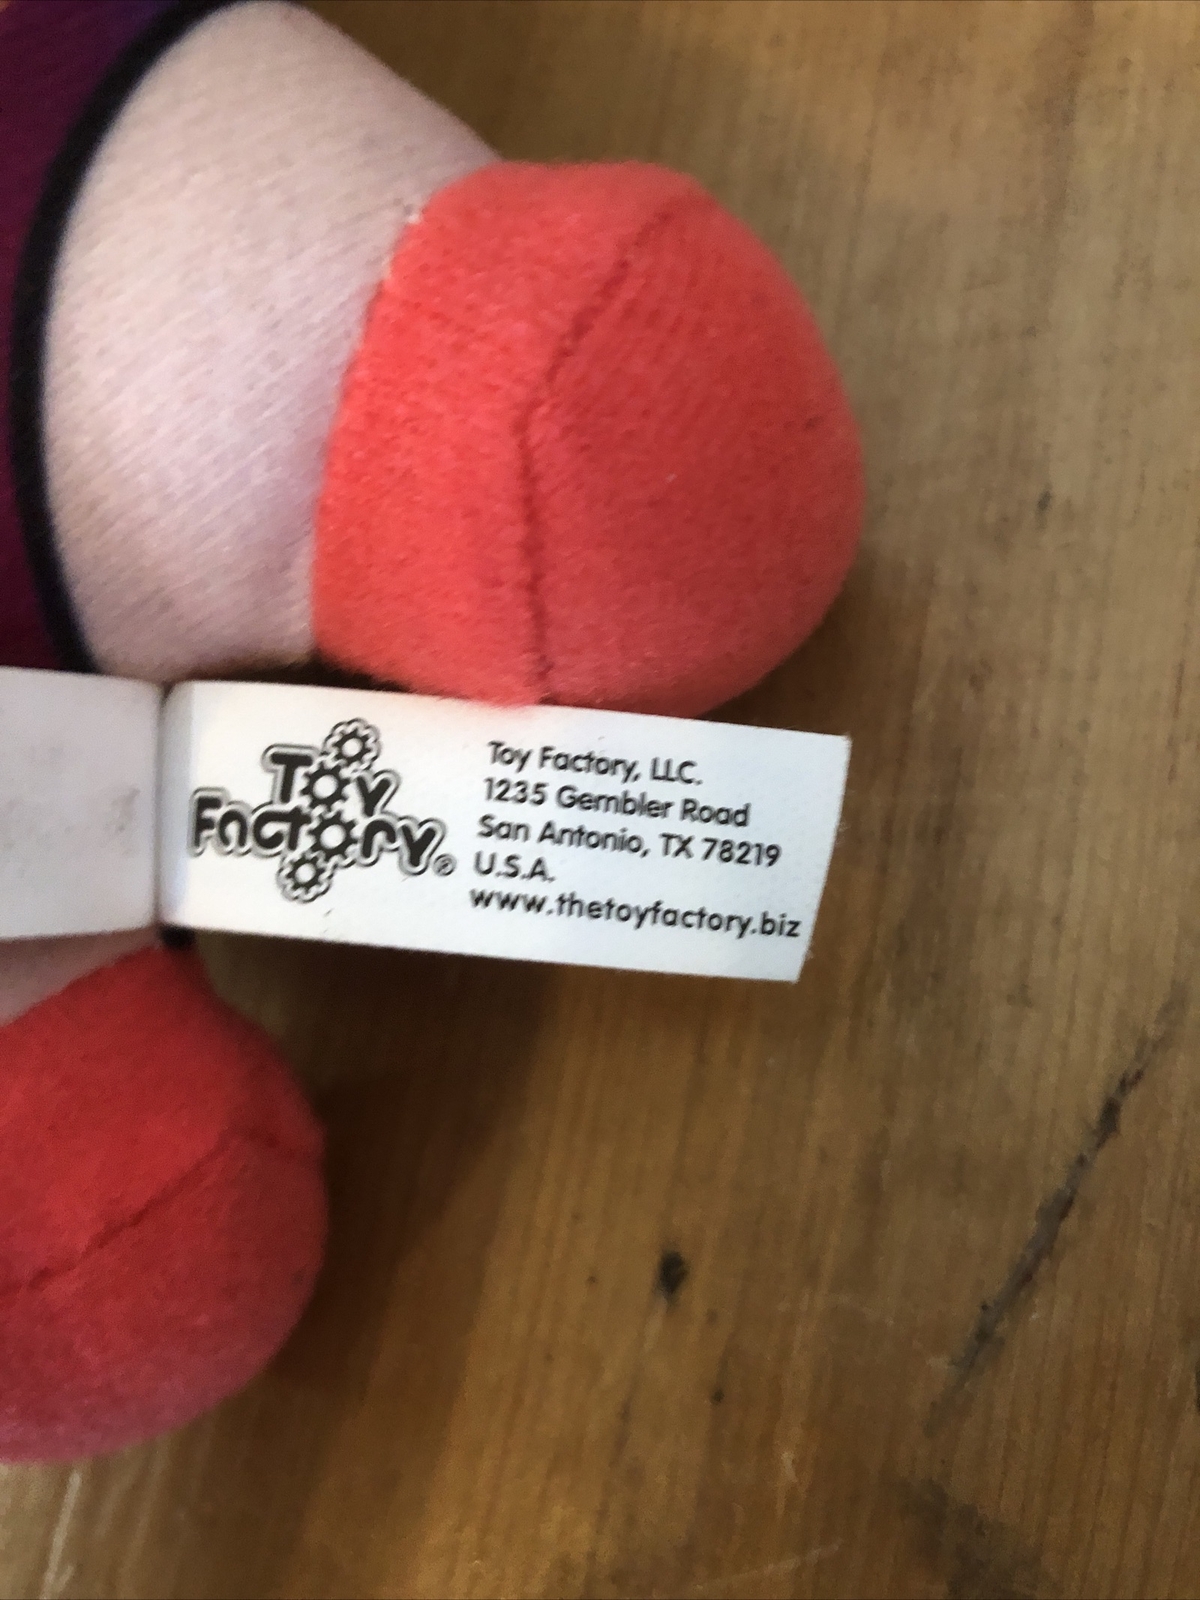 Toy
Factory®
Toy Factory, LLC.
1235 Gembler Road
San Antonio, TX 78219
U.S.A.
www.thetoyfactory.biz